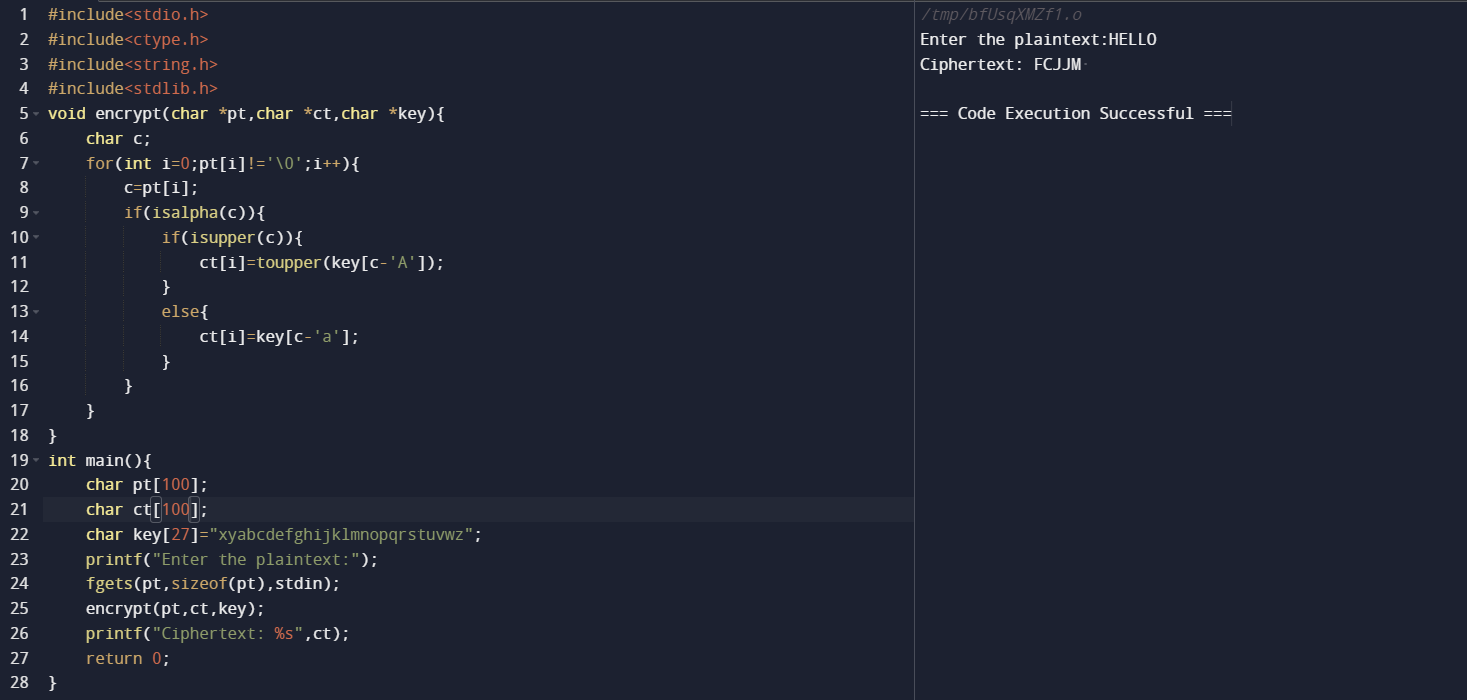 1 #include<stdio.h>
2 #include<ctype.h>
3 #include<string.h>
4 #include<stdlib.h>
5 void encrypt(char *pt,char *ct,char *key){
6     char c;
7     for(int i=0;pt[i]!='\0';i++){
8         c=pt[i];
9         if(isalpha(c)){
10             if(isupper(c)){
11                 ct[i]=toupper(key[c-'A']);
12             }
13             else{
14                 ct[i]=key[c-'a'];
15             }
16         }
17     }
18 }
19 int main(){
20     char pt[100];
21     char ct[100];
22     char key[27]="xyabcdefghijklmnopqrstuvwz";
23     printf("Enter the plaintext:");
24     fgets(pt,sizeof(pt),stdin);
25     encrypt(pt,ct,key);
26     printf("Ciphertext: %s",ct);
27     return 0;
28 }
/tmp/bfUsqXMZf1.o
Enter the plaintext:HELLO
Ciphertext: FCJJM
=== Code Execution Successful ===